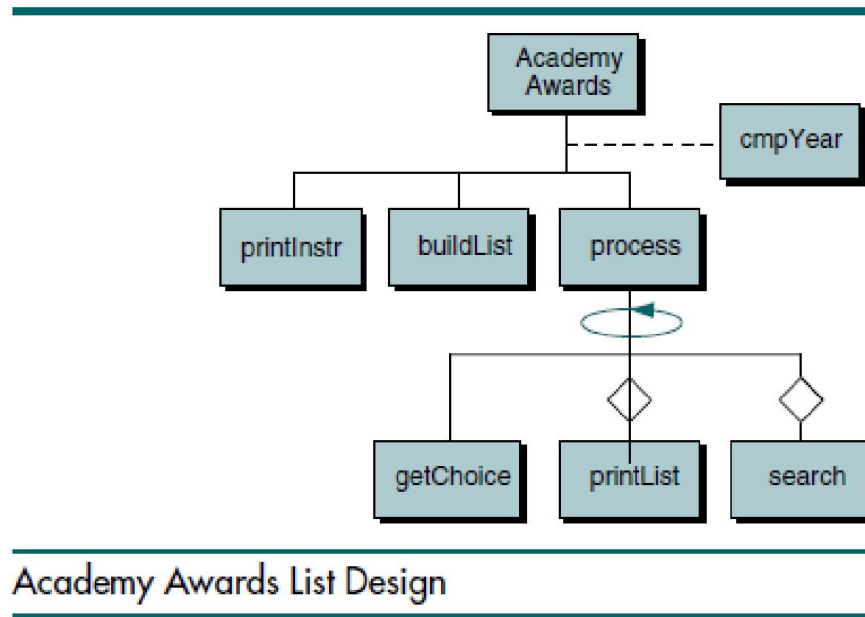 Academy
Awards
cmpYear
printInstr
buildList
process
getChoice
printList
search
Academy Awards List Design